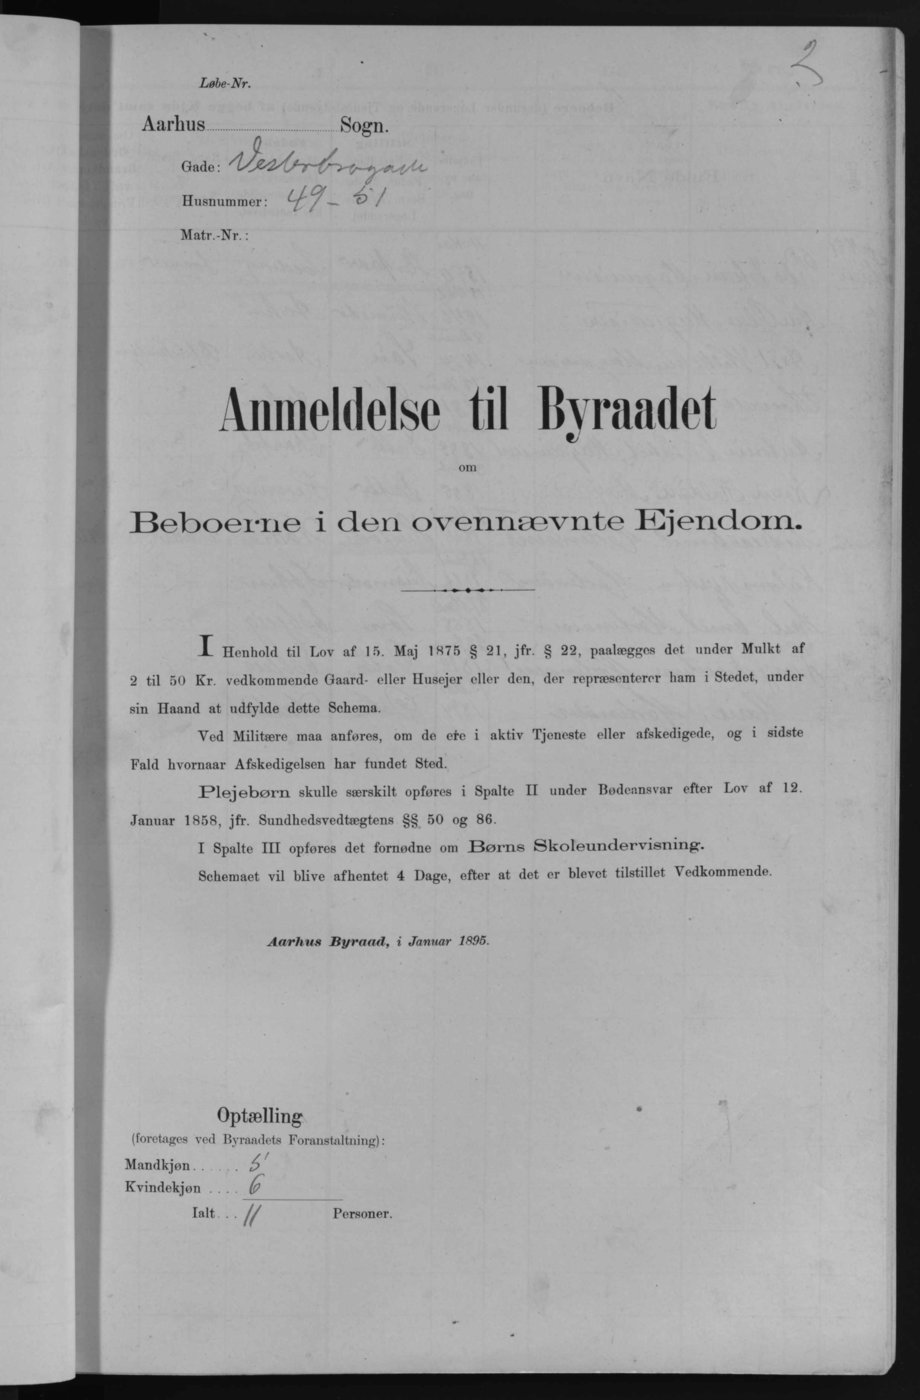 2
Løbe-Nr.
Aarhus Sogn.
Gade: Vesterbrogade
Husnummer: 49-51
Matr.-Nr.:
Anmeldelse til Byraadet
om
Beboerne i den ovennævnte Ejendom.
I Henhold til Lov af 15. Maj 1875 § 21, jfr. § 22, paalægges det under Mulkt af
2 til 50 Kr. vedkommende Gaard- eller Husejer eller den, der repræsenterer ham i Stedet, under
sin Haand at udfylde dette Schema.
Ved Militære maa anføres, om de ere i aktiv Tjeneste eller afskedigede, og i sidste
Fald hvornaar Afskedigelsen har fundet Sted.
Plejebørn skulle særskilt opføres i Spalte II under Bødeansvar efter Lov af 12.
Januar 1858, jfr. Sundhedsvedtægtens §§ 50 og 86.
I Spalte III opføres det fornødne om Børns Skoleundervisning.
Schemaet vil blive afhentet 4 Dage, efter at det er blevet tilstillet Vedkommende.
Aarhus Byraad, i Januar 1895.
Optælling
(foretages ved Byraadets Foranstaltning):
Mandkjøn...... 5
Kvindekjøn .... 6
Ialt... 11 Personer.